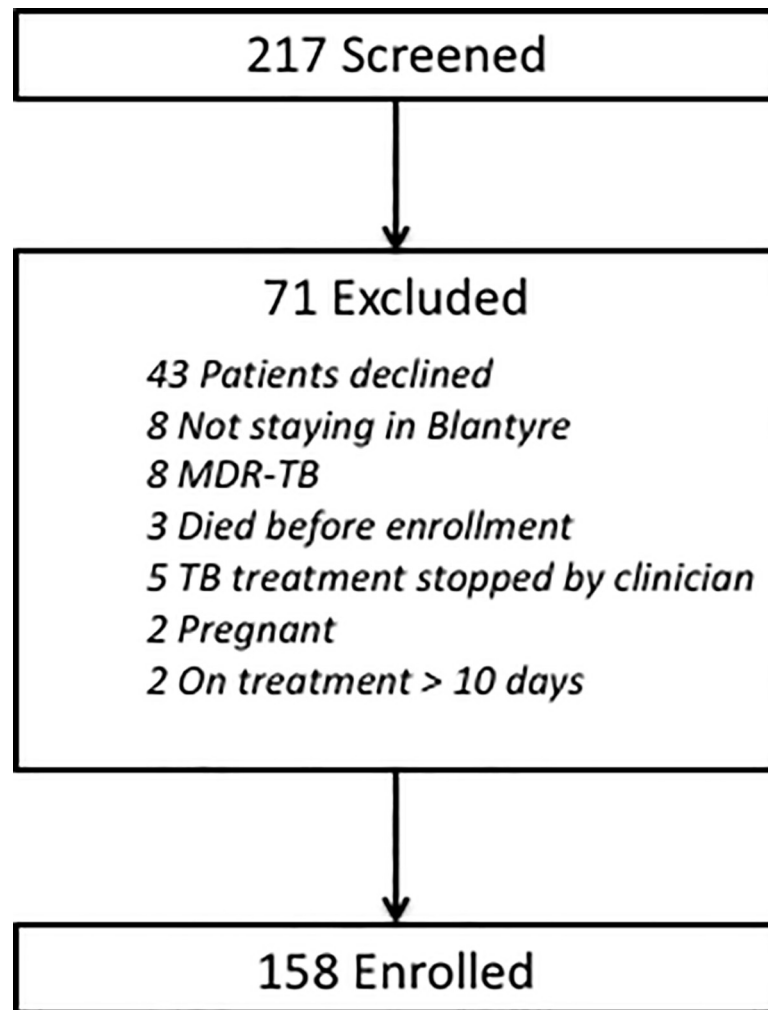 217 Screened
71 Excluded
43 Patients declined
8 Not staying in Blantyre
8 MDR-TB
3 Died before enrollment
5 TB treatment stopped by clinician
2 Pregnant
2 On treatment > 10 days
158 Enrolled